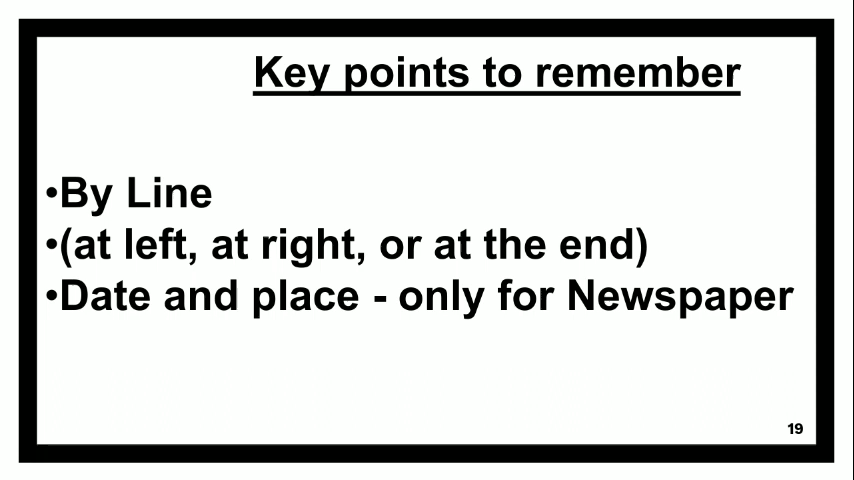 Key points to remember
•By Line
•(at left, at right, or at the end)
•Date and place - only for Newspaper
19